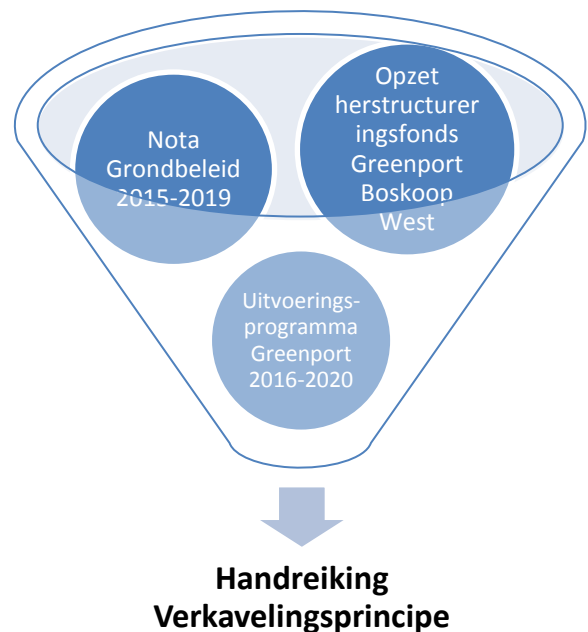 Nota
Grondbeleid
2015-2019
Opzet
herstructurer
ingsfonds
Greenport
Boskoop
West
Uitvoerings-
programma
Greenport
2016-2020
Handreiking
Verkavelingsprincipe